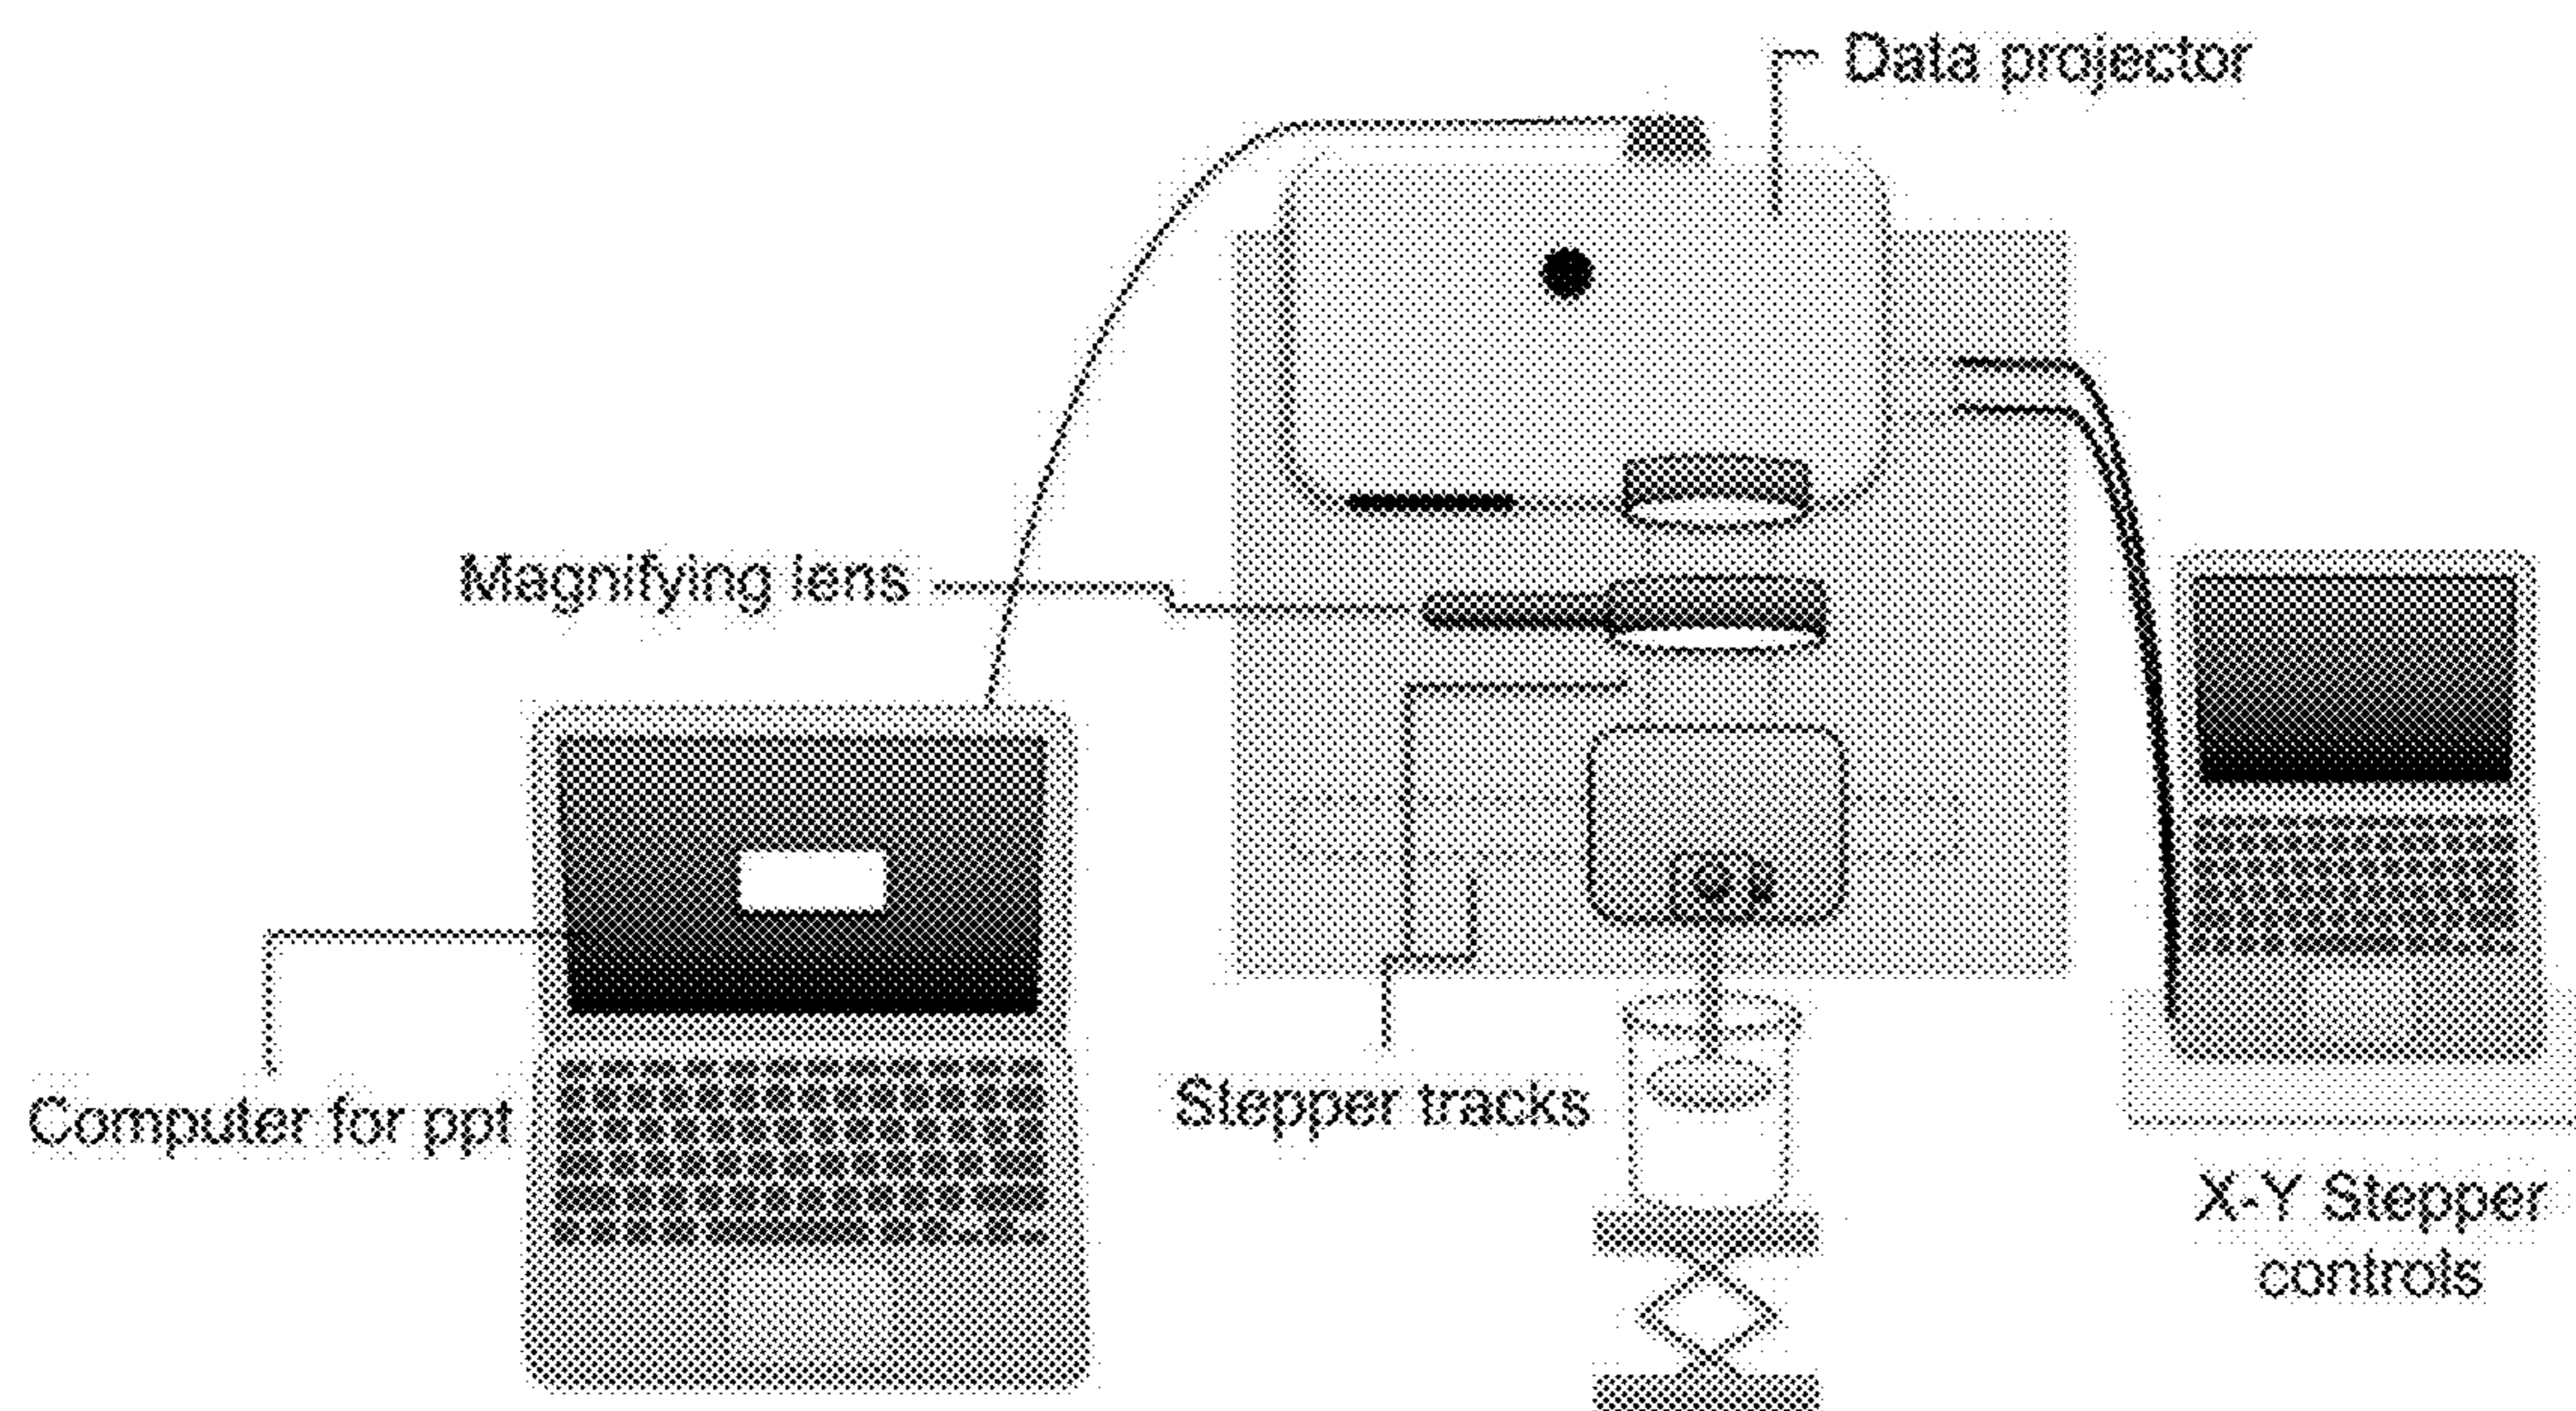 Data projector
Magnifying lens
Computer for ppt
Stepper tracks
X-Y Stepper
controls